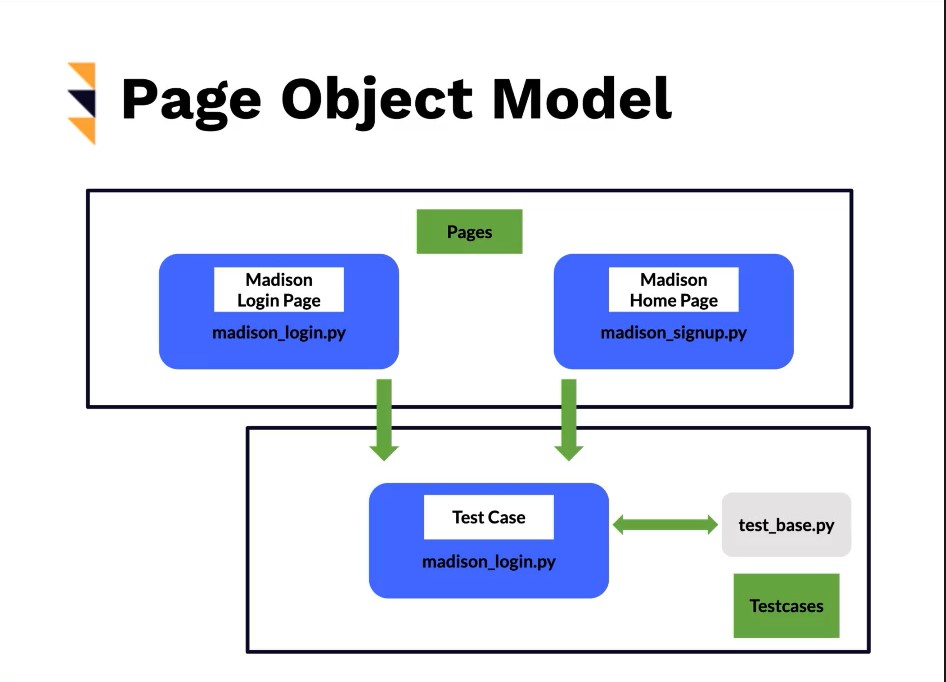 Page Object Model
Pages
Madison
Login Page
madison_login.py
Madison
Home Page
madison_signup.py
Test Case
madison_login.py
test_base.py
Testcases